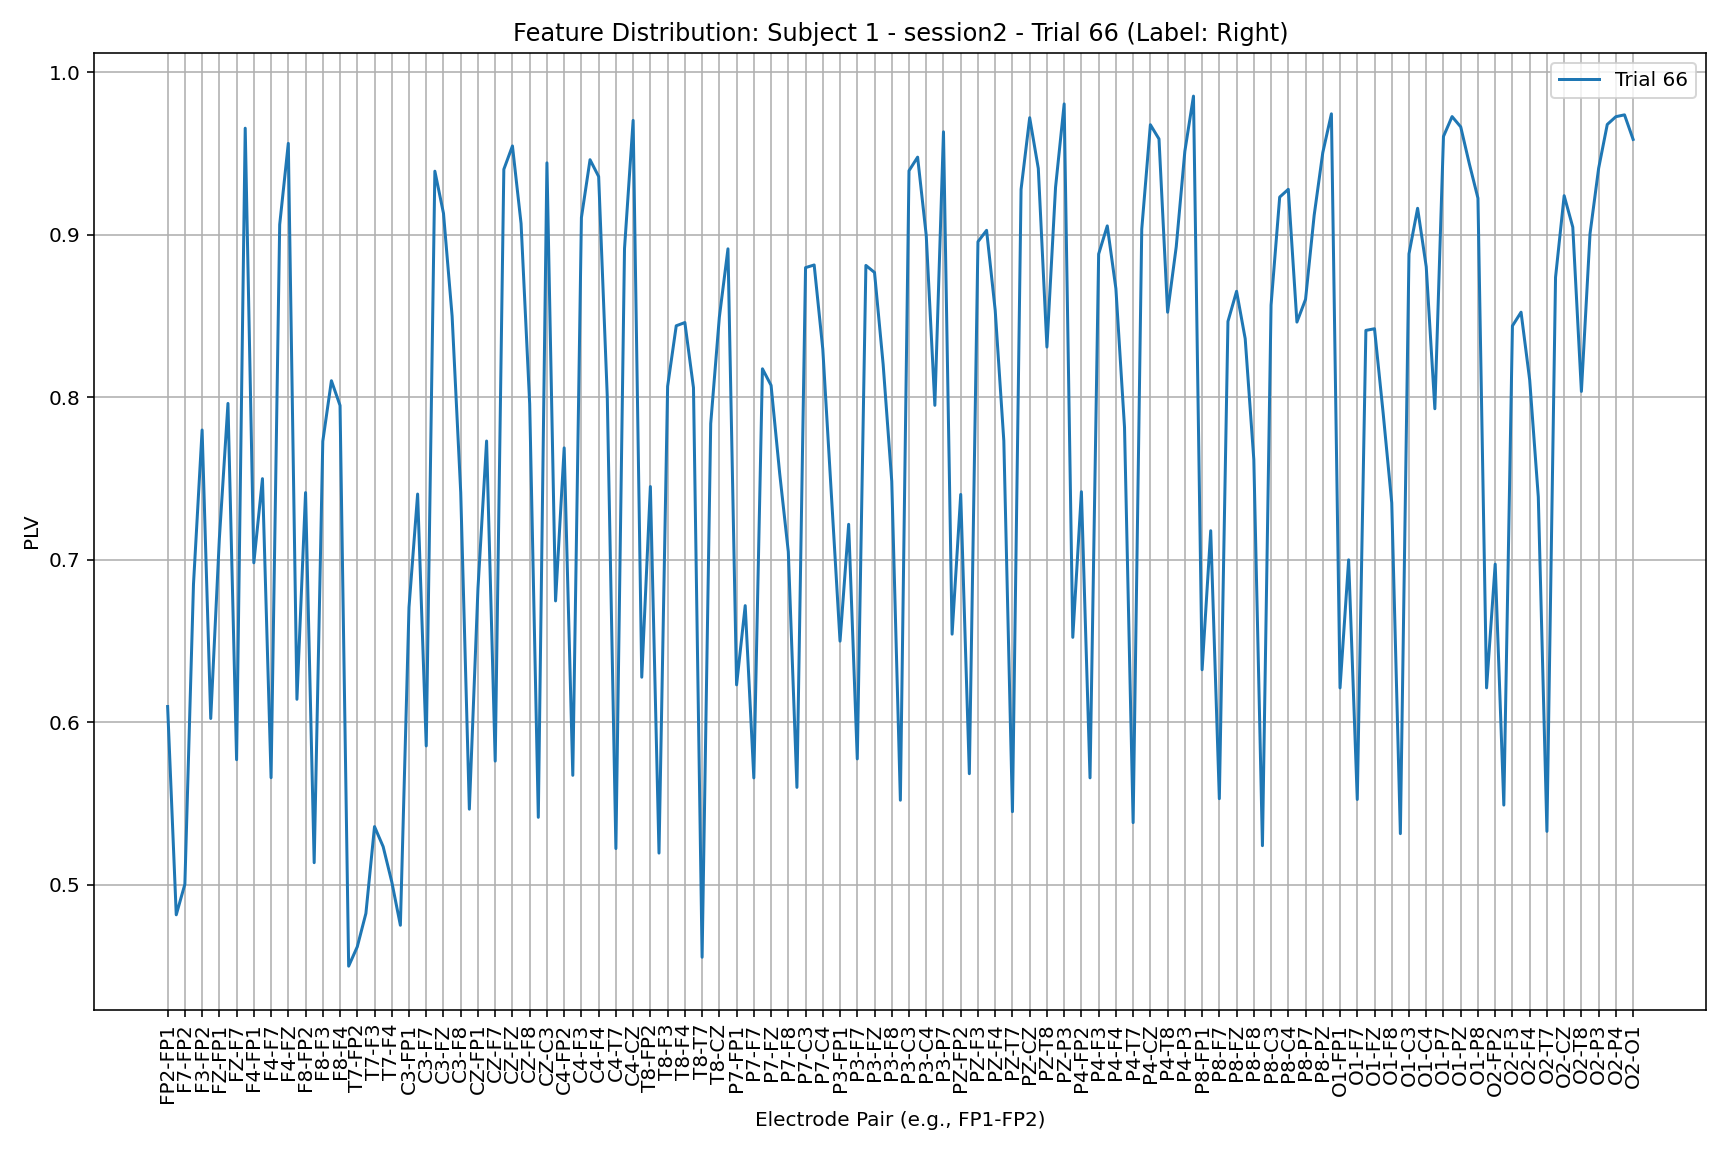 Feature Distribution: Subject 1 - session2 - Trial 66 (Label: Right)
Trial 66
PLV
1.0
0.9
0.8
0.7
0.6
0.5
FP2-FP1
F7-FP2
F3-FP2
FZ-FP1
FZ-F7
F4-FP1
F4-F7
F4-FZ
F8-FP2
F8-F3
F8-F4
T7-FP2
T7-F3
T7-F4
C3-FP1
C3-F7
C3-FZ
C3-F8
CZ-FP1
CZ-F7
CZ-FZ
CZ-F8
CZ-C3
C4-FP2
C4-F3
C4-F4
C4-T7
C4-CZ
T8-FP2
T8-F3
T8-F4
T8-T7
T8-CZ
P7-FP1
P7-F7
P7-FZ
P7-F8
P7-C3
P7-C4
P3-FP1
P3-F7
P3-FZ
P3-F8
P3-C3
P3-C4
P3-P7
PZ-FP2
PZ-F3
PZ-F4
PZ-T7
PZ-CZ
PZ-T8
PZ-P3
P4-FP2
P4-F3
P4-F4
P4-T7
P4-CZ
P4-T8
P4-P3
P8-FP1
P8-F7
P8-FZ
P8-F8
P8-C3
P8-C4
P8-P7
P8-PZ
O1-FP1
O1-F7
O1-FZ
O1-F8
O1-C3
O1-C4
O1-P7
O1-PZ
O1-P8
O2-FP2
O2-F3
O2-F4
O2-T7
O2-CZ
O2-T8
O2-P3
O2-P4
O2-O1
Electrode Pair (e.g., FP1-FP2)